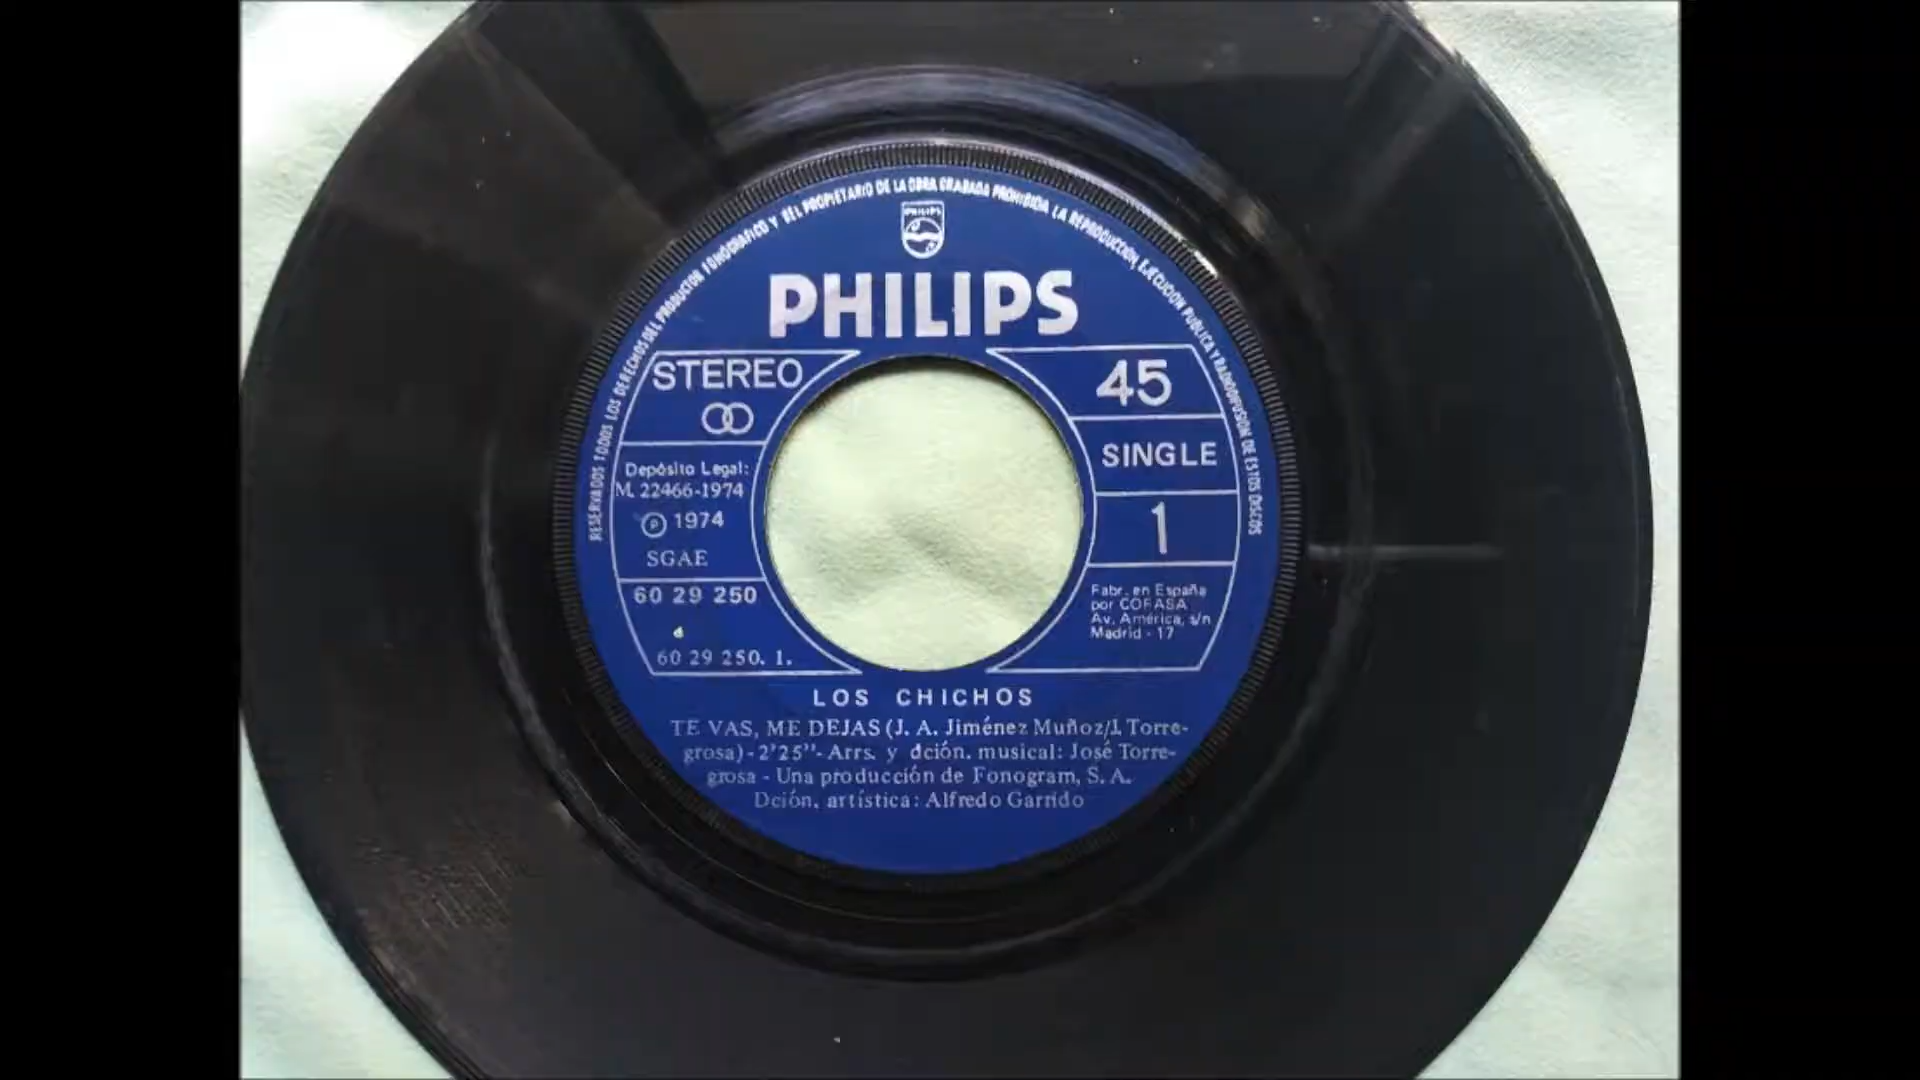 RESERVADOS TODOS LOS DERECHOS DEL PRODUCTOR FONOGRAFICO Y DEL PROPIETARIO DE LA OBRA GRABADA PROHIBIDA LA REPRODUCCION, EJECUCION PUBLICA Y RADIODIFUSION DE ESTOS DISCOS
PHILIPS
PHILIPS
STEREO
Depósito Legal:
M. 22466-1974
Ⓟ 1974
SGAE
60 29 250
60 29 250. 1.
45
SINGLE
1
Fabr. en España
por COFASA
Av. América, s/n
Madrid - 17
LOS CHICHOS
TE VAS, ME DEJAS (J. A. Jiménez Muñoz/J. Torre-
grosa) - 2'25'' - Arrs. y dción. musical: José Torre-
grosa - Una producción de Fonogram, S. A.
Dción. artística: Alfredo Garrido